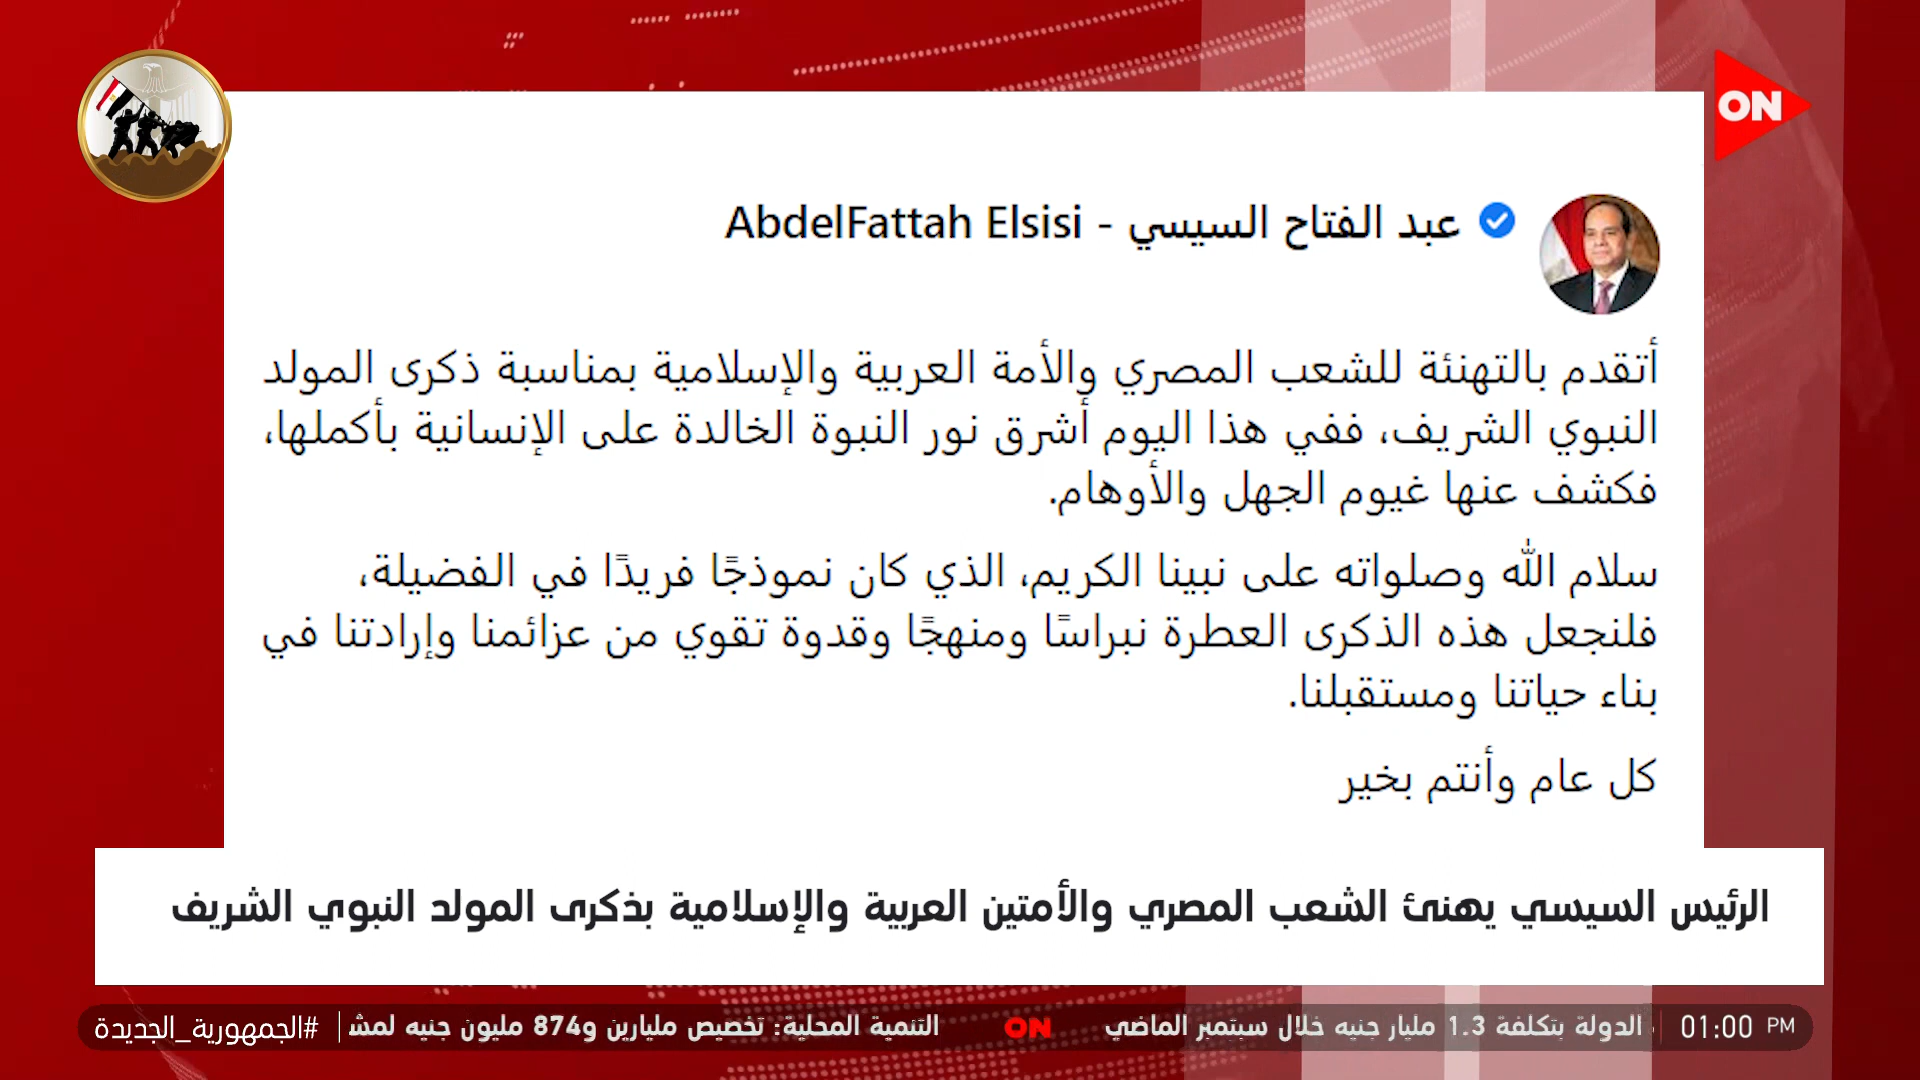 ON
عبد الفتاح السيسي - AbdelFattah Elsisi
أتقدم بالتهنئة للشعب المصري والأمة العربية والإسلامية بمناسبة ذكرى المولد
النبوي الشريف، ففي هذا اليوم أشرق نور النبوة الخالدة على الإنسانية بأكملها،
فكشف عنها غيوم الجهل والأوهام.
سلام الله وصلواته على نبينا الكريم، الذي كان نموذجًا فريدًا في الفضيلة،
فلنجعل هذه الذكرى العطرة نبراسًا ومنهجًا وقدوة تقوي من عزائمنا وإرادتنا في
بناء حياتنا ومستقبلنا.
كل عام وأنتم بخير
الرئيس السيسي يهنئ الشعب المصري والأمتين العربية والإسلامية بذكرى المولد النبوي الشريف
01:00 PM
الدولة بتكلفة 1.3 مليار جنيه خلال سبتمبر الماضي ON التنمية المحلية: تخصيص مليارين و874 مليون جنيه
#الجمهورية_الجديدة